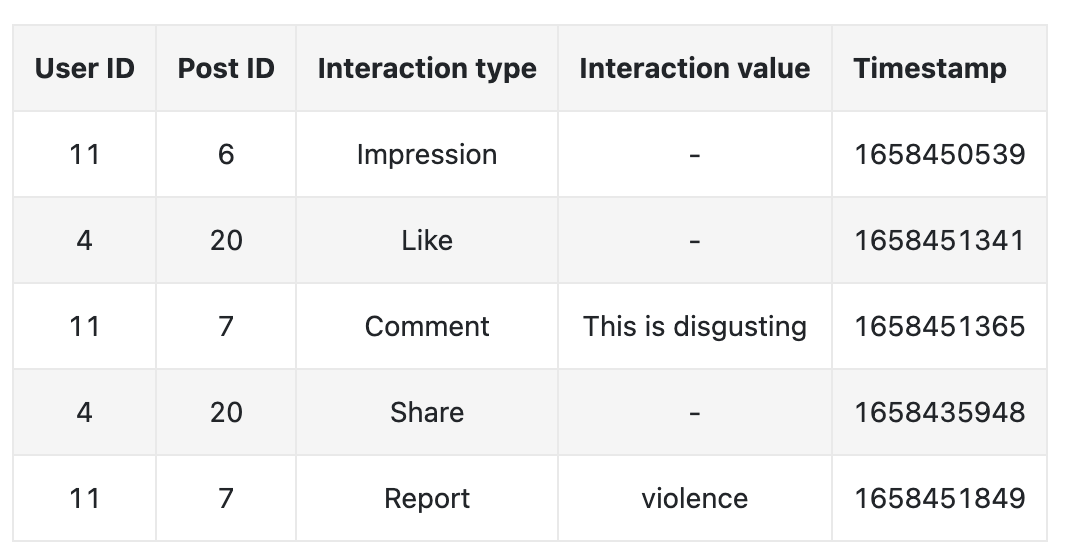 User ID Post ID Interaction type Interaction value Timestamp
11 6 Impression - 1658450539
4 20 Like - 1658451341
11 7 Comment This is disgusting 1658451365
4 20 Share - 1658435948
11 7 Report violence 1658451849